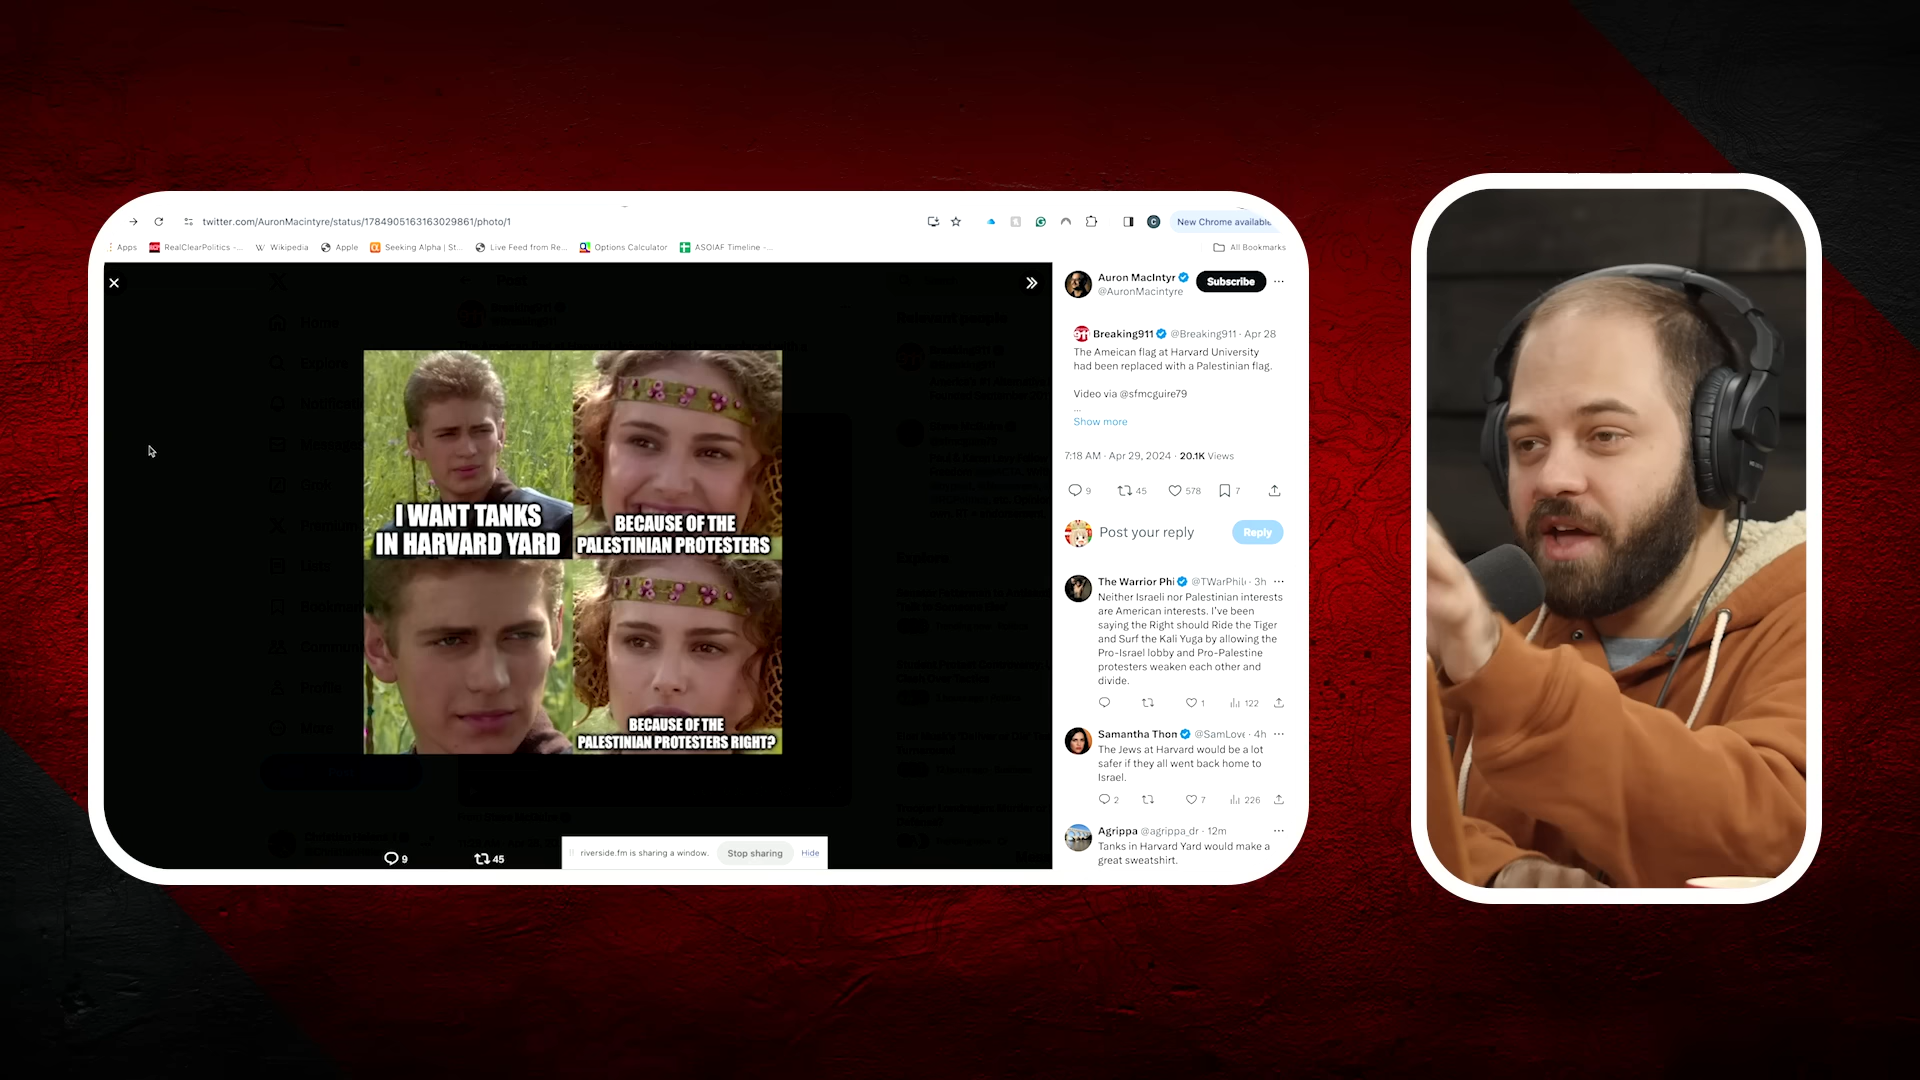 twitter.com/AuronMacintyre/status/1784905163163029861/photo/1
New Chrome available
Apps
RealClearPolitics -...
Wikipedia
Apple
Seeking Alpha | St...
Live Feed from Re...
Options Calculator
ASOIAF Timeline -...
All Bookmarks
I WANT TANKS
IN HARVARD YARD
BECAUSE OF THE
PALESTINIAN PROTESTERS
BECAUSE OF THE
PALESTINIAN PROTESTERS RIGHT?
9
45
riverside.fm is sharing a window.
Stop sharing
Hide
Auron MacIntyr
@AuronMacintyre
Subscribe
Breaking911 @Breaking911 · Apr 28
The Ameican flag at Harvard University
had been replaced with a Palestinian flag.
Video via @sfmcguire79
...
Show more
7:18 AM · Apr 29, 2024 · 20.1K Views
9 45 578 7
Post your reply
Reply
The Warrior Phi @TWarPhil · 3h
Neither Israeli nor Palestinian interests
are American interests. I've been
saying the Right should Ride the Tiger
and Surf the Kali Yuga by allowing the
Pro-Israel lobby and Pro-Palestine
protesters weaken each other and
divide.
1 122
Samantha Thon @SamLove · 4h
The Jews at Harvard would be a lot
safer if they all went back home to
Israel.
2 7 226
Agrippa @agrippa_dr · 12m
Tanks in Harvard Yard would make a
great sweatshirt.